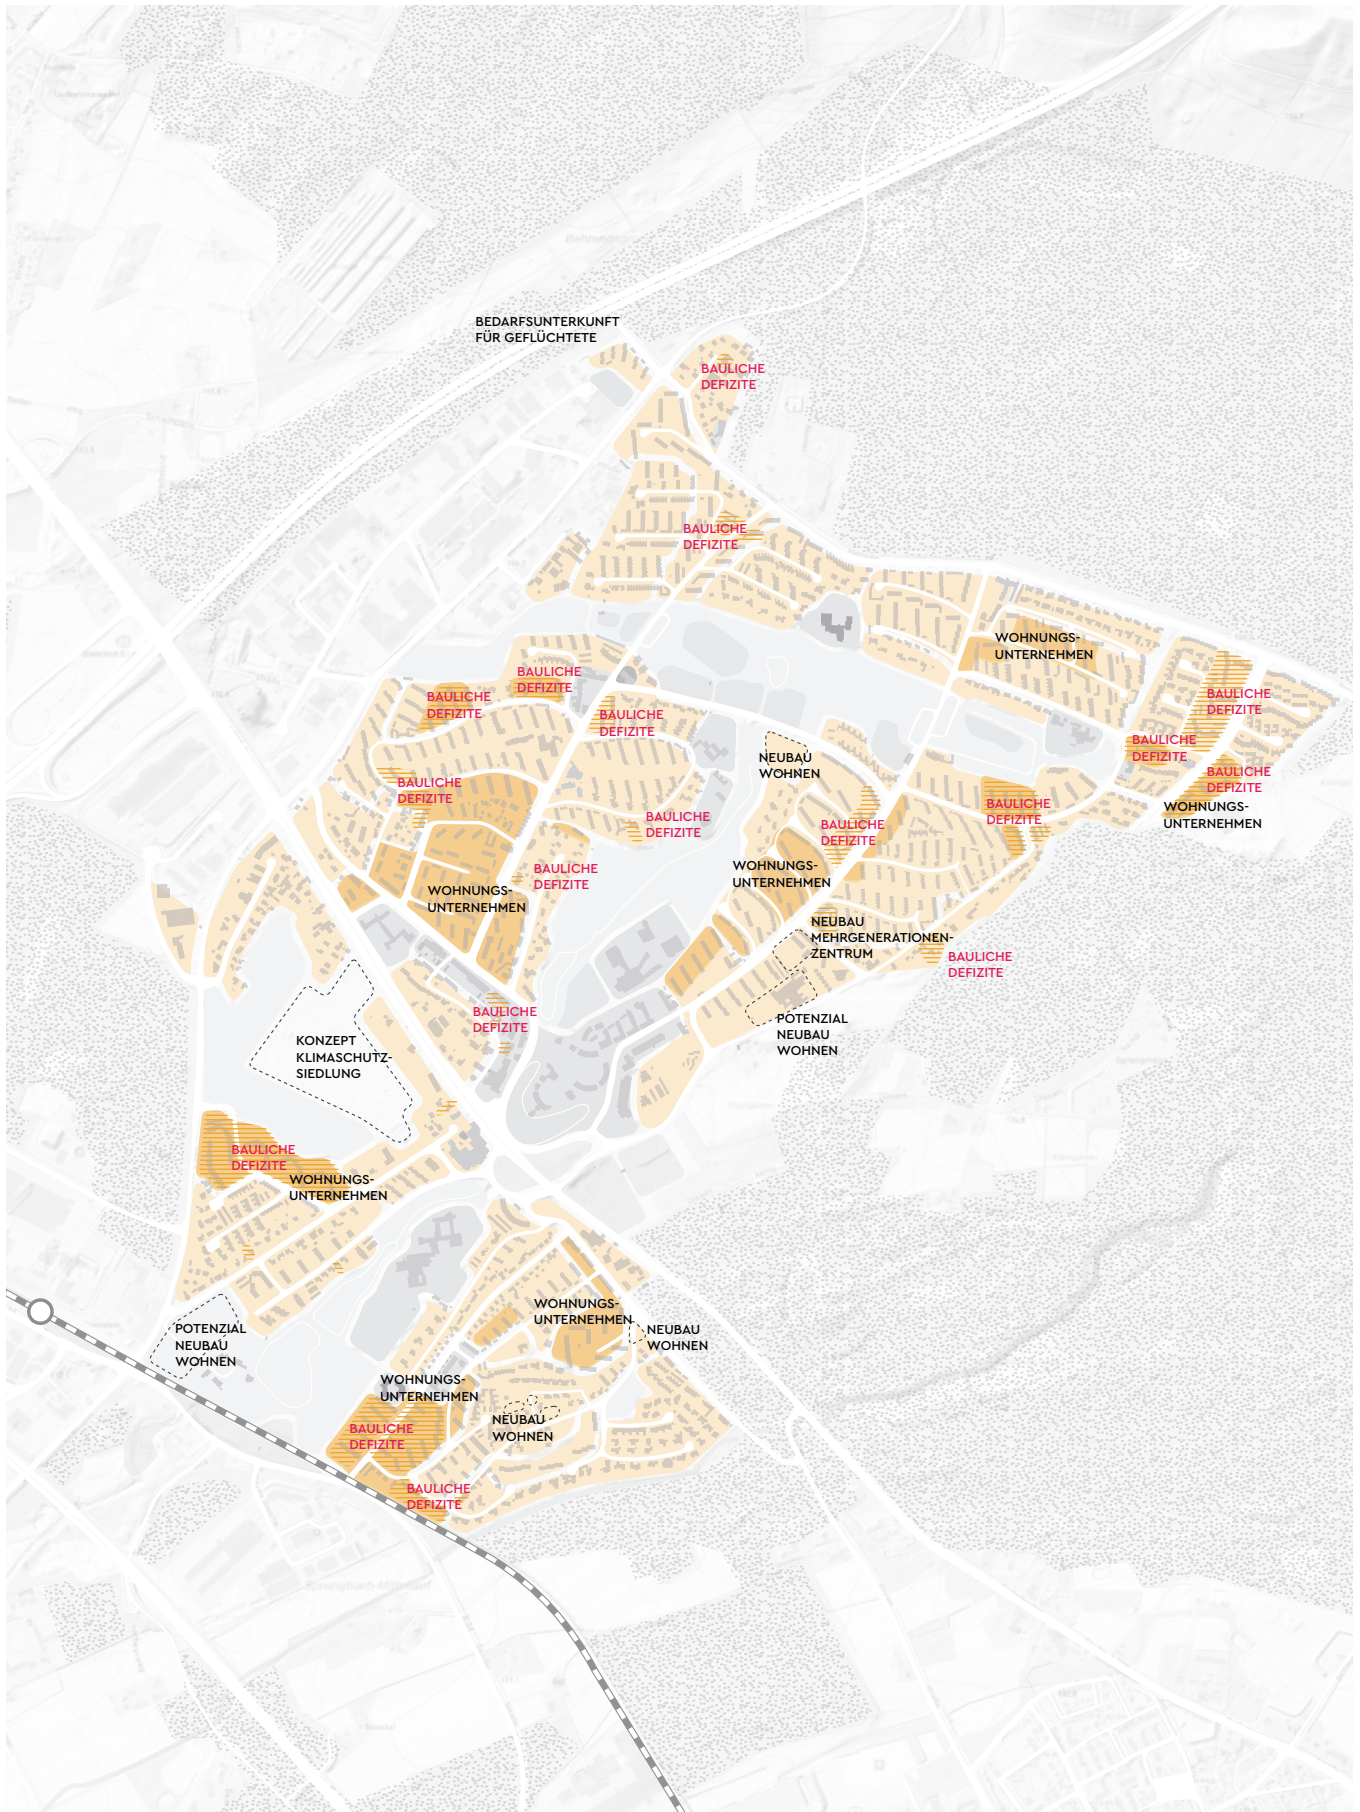 BEDARFSUNTERKUNFT
FÜR GEFLÜCHTETE
BAULICHE
DEFIZITE
BAULICHE
DEFIZITE
WOHNUNGS-
UNTERNEHMEN
BAULICHE
DEFIZITE
BAULICHE
DEFIZITE
BAULICHE
DEFIZITE
BAULICHE
DEFIZITE
BAULICHE
DEFIZITE
NEUBAU
WOHNEN
BAULICHE
DEFIZITE
BAULICHE
DEFIZITE
BAULICHE
DEFIZITE
WOHNUNGS-
UNTERNEHMEN
BAULICHE
DEFIZITE
BAULICHE
DEFIZITE
BAULICHE
DEFIZITE
WOHNUNGS-
UNTERNEHMEN
WOHNUNGS-
UNTERNEHMEN
NEUBAU
MEHRGENERATIONEN-
ZENTRUM
BAULICHE
DEFIZITE
POTENZIAL
NEUBAU
WOHNEN
BAULICHE
DEFIZITE
KONZEPT
KLIMASCHUTZ-
SIEDLUNG
BAULICHE
DEFIZITE
WOHNUNGS-
UNTERNEHMEN
WOHNUNGS-
UNTERNEHMEN
NEUBAU
WOHNEN
POTENZIAL
NEUBAU
WOHNEN
WOHNUNGS-
UNTERNEHMEN
NEUBAU
WOHNEN
BAULICHE
DEFIZITE
BAULICHE
DEFIZITE
Sprungbach-Mittellauf